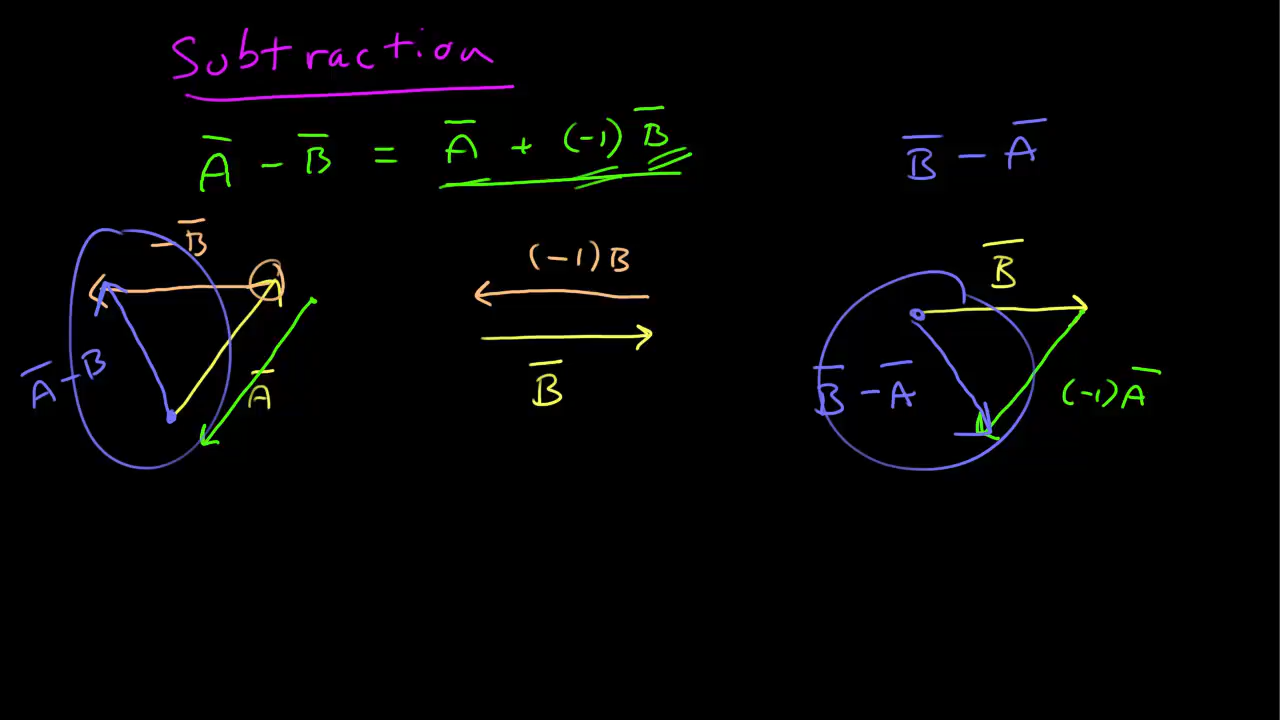 Subtraction
A̅ - B̅ = A̅ + (-1) B̅
B̅ - A̅
-B̅
A̅ - B
A̅
(-1)B
B̅
B̅
B̅ - A̅
(-1)A̅